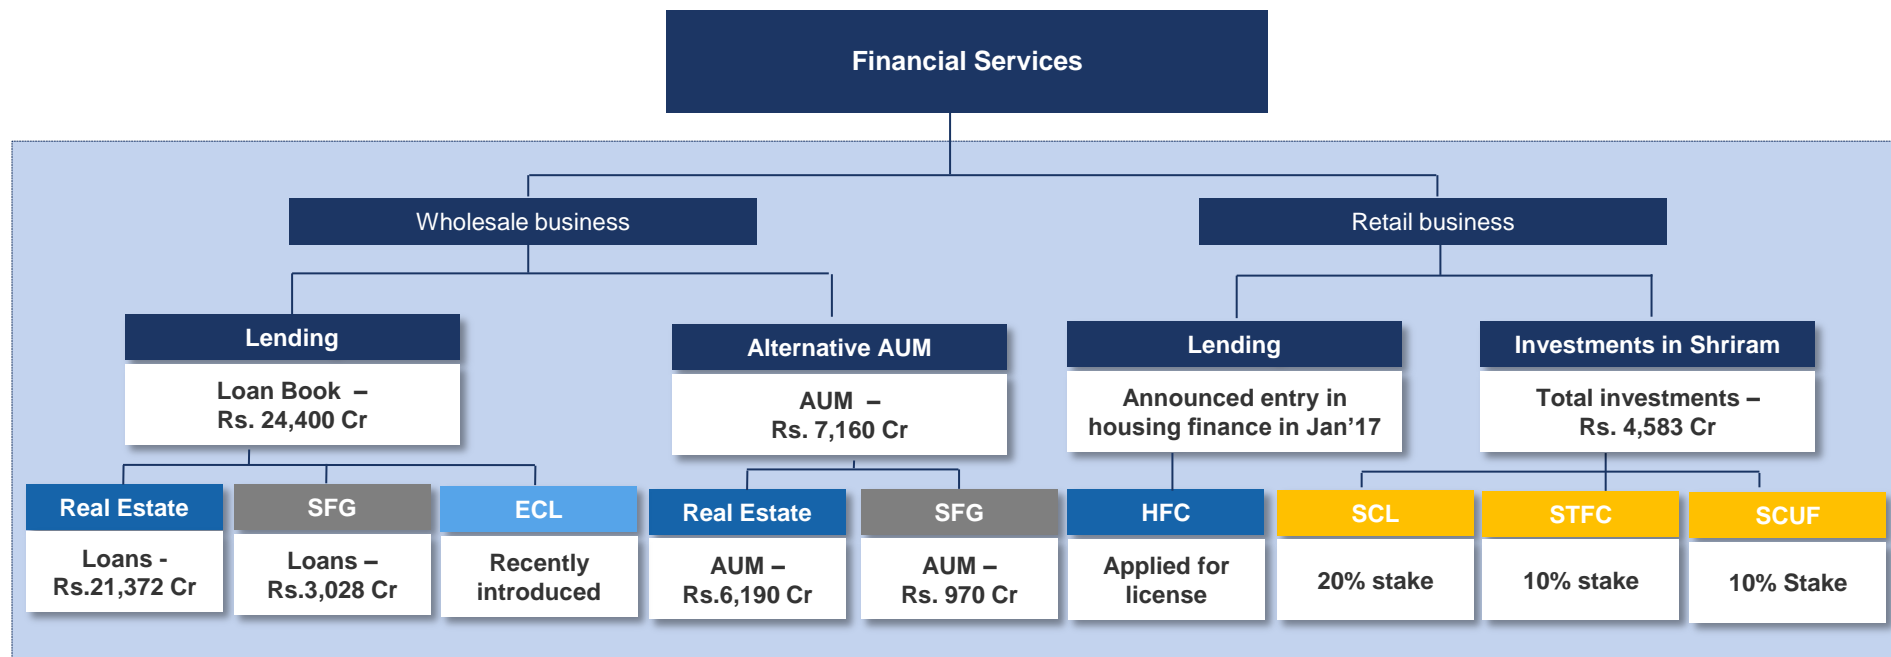 Financial Services
Wholesale business
Retail business
Lending
Loan Book –
Rs. 24,400 Cr
Alternative AUM
AUM –
Rs. 7,160 Cr
Lending
Announced entry in
housing finance in Jan’17
Investments in Shriram
Total investments –
Rs. 4,583 Cr
Real Estate
Loans -
Rs.21,372 Cr
SFG
Loans –
Rs.3,028 Cr
ECL
Recently
introduced
Real Estate
AUM –
Rs.6,190 Cr
SFG
AUM –
Rs. 970 Cr
HFC
Applied for
license
SCL
20% stake
STFC
10% stake
SCUF
10% Stake